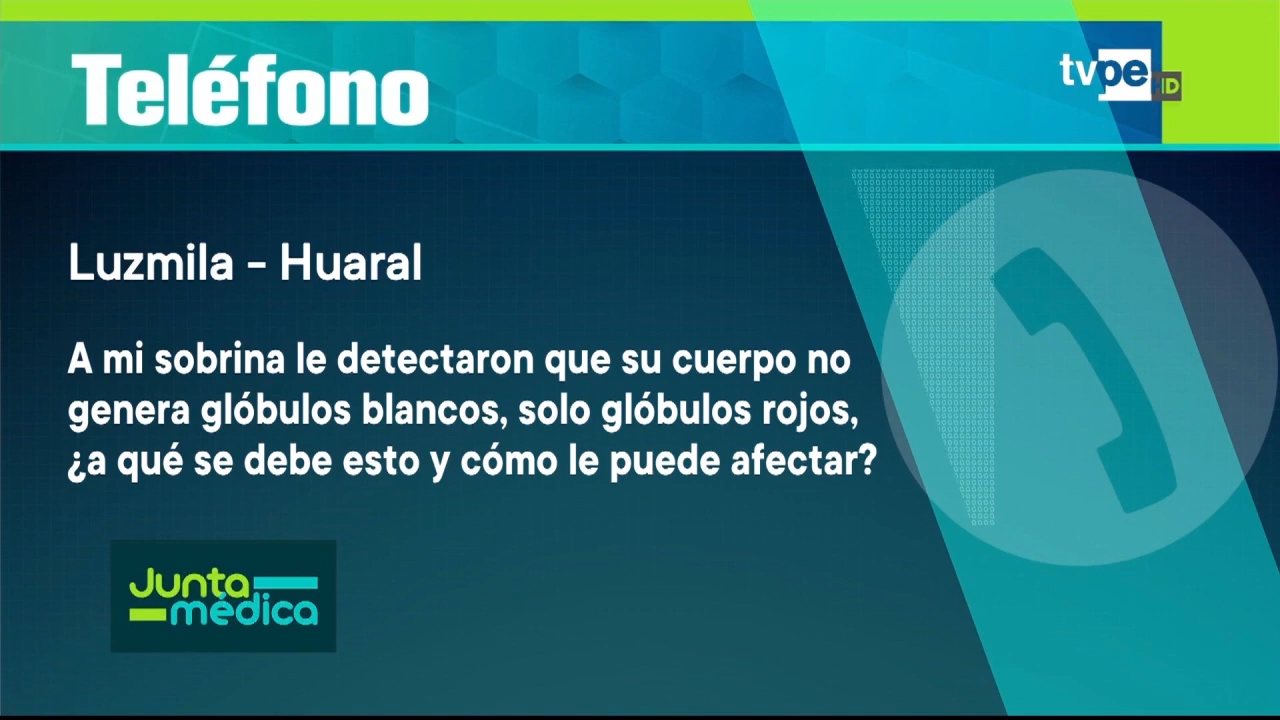 Teléfono
tvpe HD
Luzmila - Huaral
A mi sobrina le detectaron que su cuerpo no
genera glóbulos blancos, solo glóbulos rojos,
¿a qué se debe esto y cómo le puede afectar?
Junta
médica